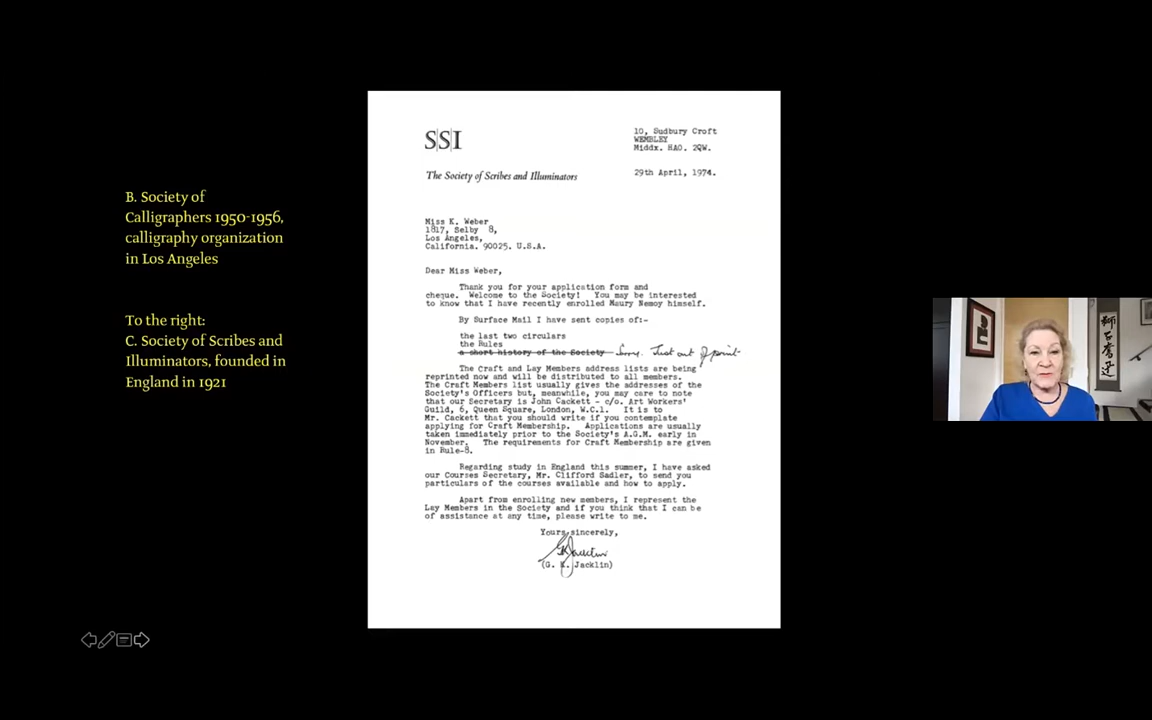 B. Society of
Calligraphers 1950-1956,
calligraphy organization
in Los Angeles
To the right:
C. Society of Scribes and
Illuminators, founded in
England in 1921
SSI
The Society of Scribes and Illuminators
10, Sudbury Croft
WEMBLEY
Middx. HA0. 2QW.
29th April, 1974.
Miss K. Weber
1817, Selby 8,
Los Angeles,
California. 90025. U.S.A.
Dear Miss Weber,
Thank you for your application form and
cheque. Welcome to the Society! You may be interested
to know that I have recently enrolled Maury Nemoy himself.
By Surface Mail I have sent copies of:-
the last two circulars
the Rules
a short history of the Society Sorry. Just out of print
The Craft and Lay Members address lists are being
reprinted now and will be distributed to all members.
The Craft Members list usually gives the addresses of the
Society's Officers but, meanwhile, you may care to note
that our Secretary is John Cackett - c/o. Art Workers'
Guild, 6, Queen Square, London, W.C.1. It is to
Mr. Cackett that you should write if you contemplate
applying for Craft Membership. Applications are usually
taken immediately prior to the Society's A.G.M. early in
November. The requirements for Craft Membership are given
in Rule-8.
Regarding study in England this summer, I have asked
our Courses Secretary, Mr. Clifford Sadler, to send you
particulars of the courses available and how to apply.
Apart from enrolling new members, I represent the
Lay Members in the Society and if you think that I can be
of assistance at any time, please write to me.
Yours sincerely,
GKJacklin
(G. K. Jacklin)